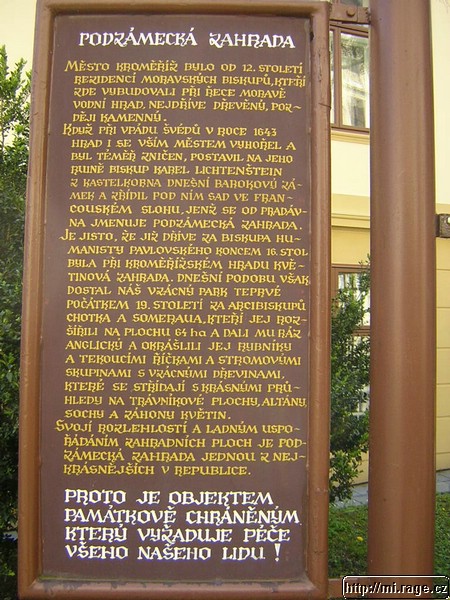 PODZÁMECKÁ ZAHRADA
MĚSTO KROMĚŘÍŽ BYLO OD 12. STOLETÍ
REZIDENCÍ MORAVSKÝCH BISKUPŮ, KTEŘÍ
ZDE VYBUDOVALI PŘI ŘECE MORAVĚ
VODNÍ HRAD, NEJDŘÍVE DŘEVĚNÝ, POZ-
DĚJI KAMENNÝ.
KDYŽ PŘI VPÁDU ŠVÉDŮ V ROCE 1643
HRAD I SE VŠÍM MĚSTEM VYHOŘEL A
BYL TÉMĚŘ ZNIČEN, POSTAVIL NA JEHO
RUINĚ BISKUP KAREL LICHTENŠTEIN
Z KASTELKORNA DNEŠNÍ BAROKOVÝ ZÁ-
MEK A ZŘÍDIL POD NÍM SAD VE FRAN-
COUZSKÉM SLOHU, JENŽ SE OD PRADÁV-
NA JMENUJE PODZÁMECKÁ ZAHRADA.
JE JISTO, ŽE JIŽ DŘÍVE ZA BISKUPA HU-
MANISTY PAVLOVSKÉHO KONCEM 16. STOL
BYLA PŘI KROMĚŘÍŽSKÉM HRADU KVĚ-
TINOVÁ ZAHRADA. DNEŠNÍ PODOBU VŠAK
DOSTAL NÁŠ VZÁCNÝ PARK TEPRVÉ
POČÁTKEM 19. STOLETÍ ZA ARCIBISKUPŮ
CHOTKA A SOMERAUA, KTEŘÍ JEJ ROZ-
ŠÍŘILI NA PLOCHU 64 ha A DALI MU RÁZ
ANGLICKÝ A OKRÁŠLILI JEJ RYBNÍKY
A TEKOUCÍMI ŘÍČKAMI A STROMOVÝMI
SKUPINAMI S VZÁCNÝMI DŘEVINAMI,
KTERÉ SE STŘÍDAJÍ S KRÁSNÝMI PRŮ-
HLEDY NA TRÁVNÍKOVÉ PLOCHY, ALTÁNY,
SOCHY A ZÁHONY KVĚTIN.
SVOJÍ ROZLEHLOSTÍ A LADNÝM USPO-
ŘÁDÁNÍM ZAHRADNÍCH PLOCH JE POD-
ZÁMECKÁ ZAHRADA JEDNOU Z NEJ-
KRÁSNĚJŠÍCH V REPUBLICE.
PROTO JE OBJEKTEM
PAMÁTKOVĚ CHRÁNĚNÝM,
KTERÝ VYŽADUJE PÉČE
VŠEHO NAŠEHO LIDU !
http://mi.rage.cz